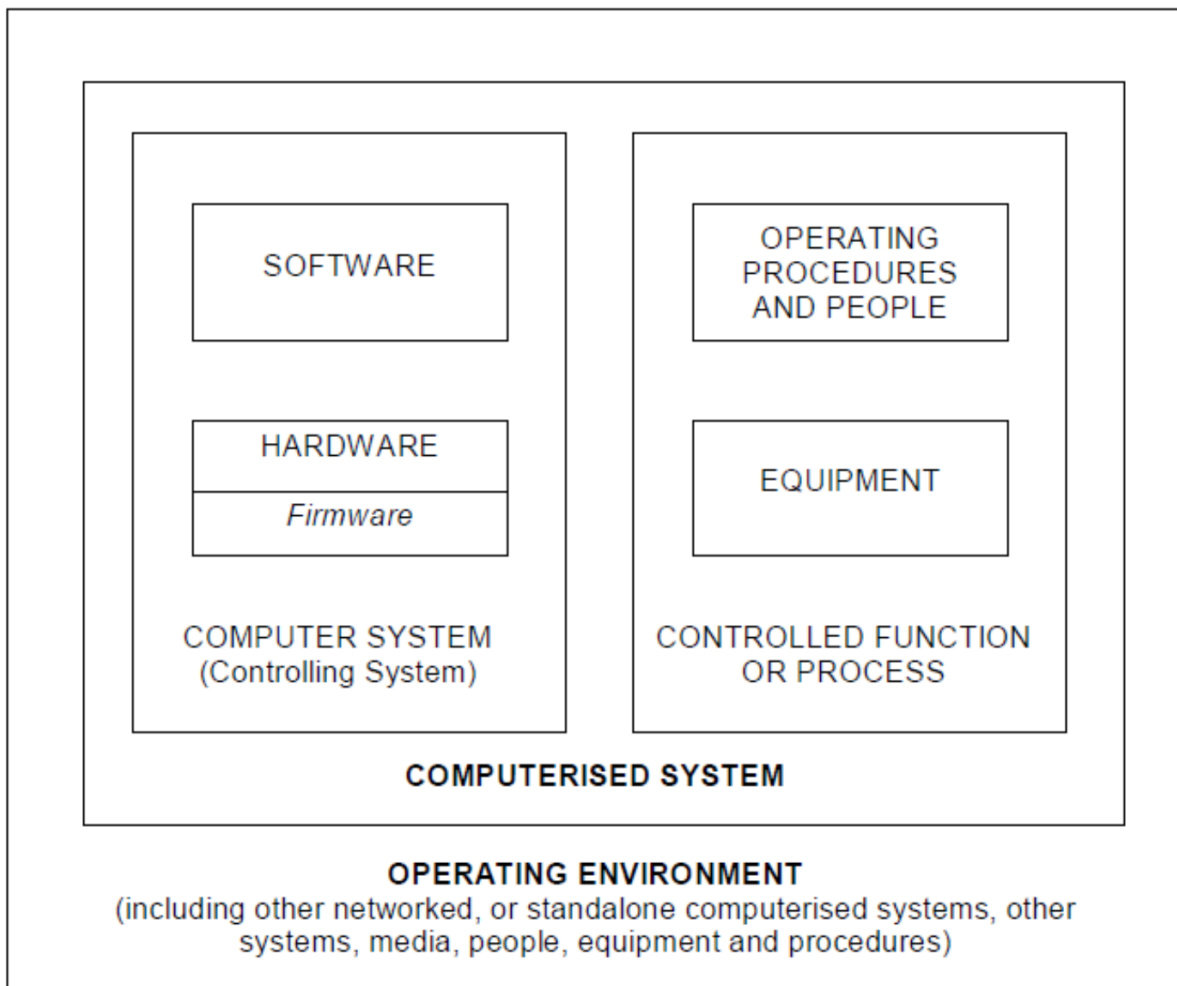 SOFTWARE
HARDWARE
Firmware
COMPUTER SYSTEM
(Controlling System)
OPERATING
PROCEDURES
AND PEOPLE
EQUIPMENT
CONTROLLED FUNCTION
OR PROCESS
COMPUTERISED SYSTEM
OPERATING ENVIRONMENT
(including other networked, or standalone computerised systems, other
systems, media, people, equipment and procedures)